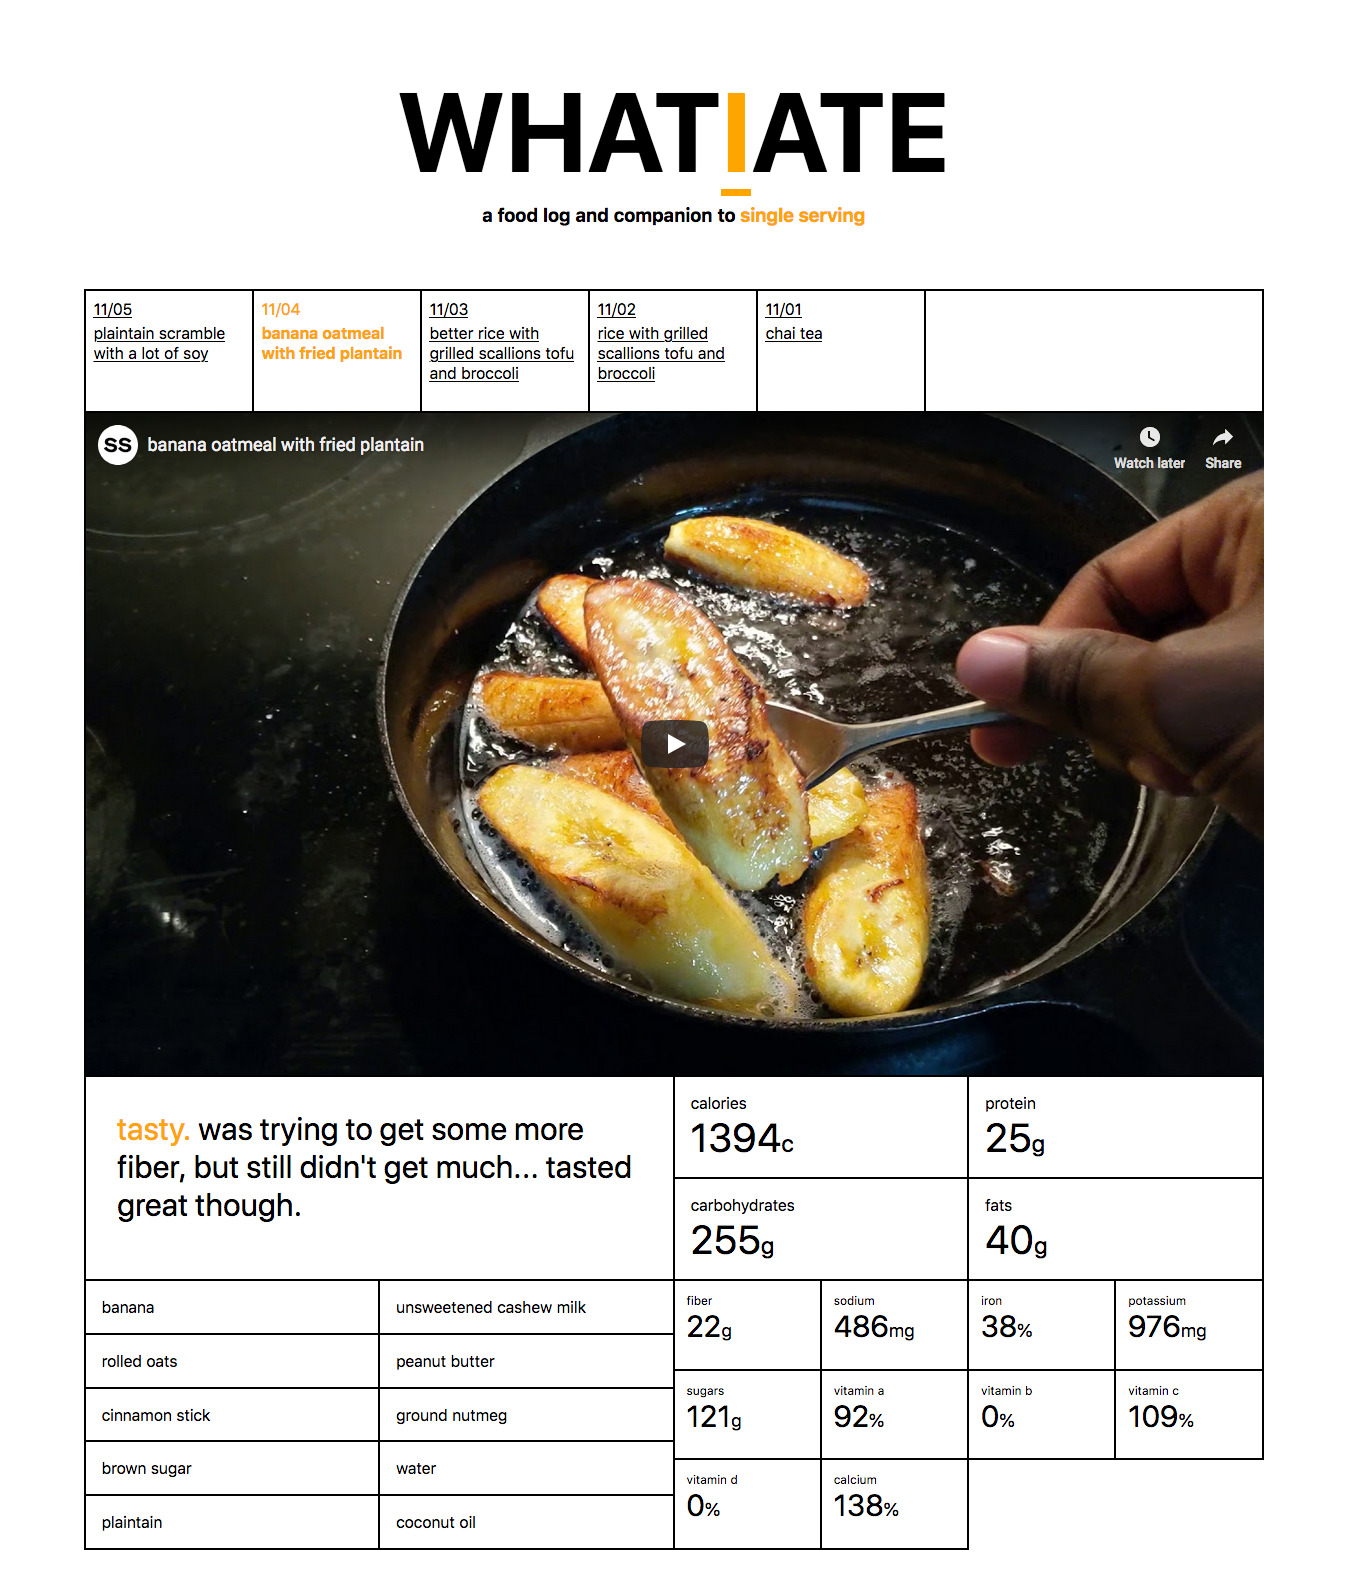 WHATIATE
a food log and companion to single serving
11/05
plaintain scramble
with a lot of soy
11/04
banana oatmeal
with fried plantain
11/03
better rice with
grilled scallions tofu
and broccoli
11/02
rice with grilled
scallions tofu and
broccoli
11/01
chai tea
SS
banana oatmeal with fried plantain
Watch later
Share
tasty. was trying to get some more
fiber, but still didn't get much... tasted
great though.
calories
1394c
protein
25g
carbohydrates
255g
fats
40g
banana
unsweetened cashew milk
rolled oats
peanut butter
cinnamon stick
ground nutmeg
brown sugar
water
plaintain
coconut oil
fiber
22g
sodium
486mg
iron
38%
potassium
976mg
sugars
121g
vitamin a
92%
vitamin b
0%
vitamin c
109%
vitamin d
0%
calcium
138%